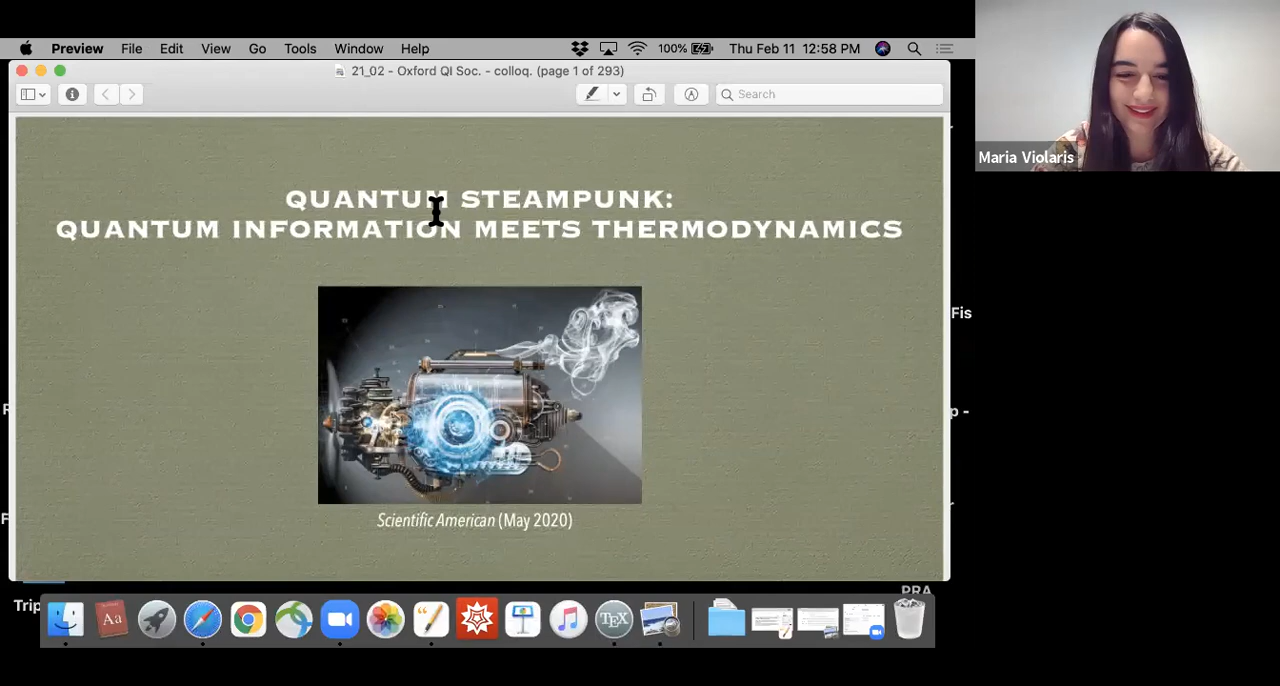 Preview File Edit View Go Tools Window Help 100% Thu Feb 11 12:58 PM
21_02 - Oxford QI Soc. - colloq. (page 1 of 293)
Search
QUANTUM STEAMPUNK:
QUANTUM INFORMATION MEETS THERMODYNAMICS
Scientific American (May 2020)
Maria Violaris
Fis
p -
R
F
Trip
PRA
Aa
TEX